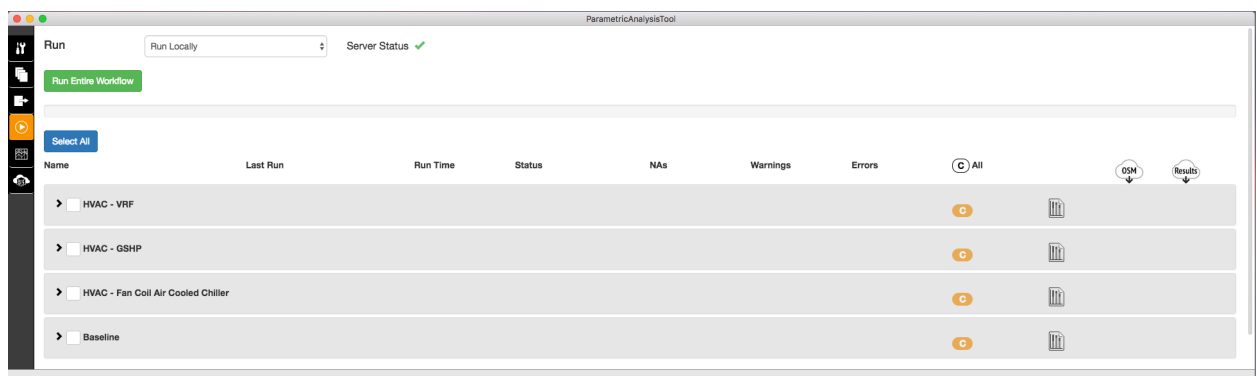 ParametricAnalysisTool
Run Run Locally Server Status
Run Entire Workflow
Select All
Name Last Run Run Time Status NAs Warnings Errors C All OSM Results
HVAC - VRF C
HVAC - GSHP C
HVAC - Fan Coil Air Cooled Chiller C
Baseline C